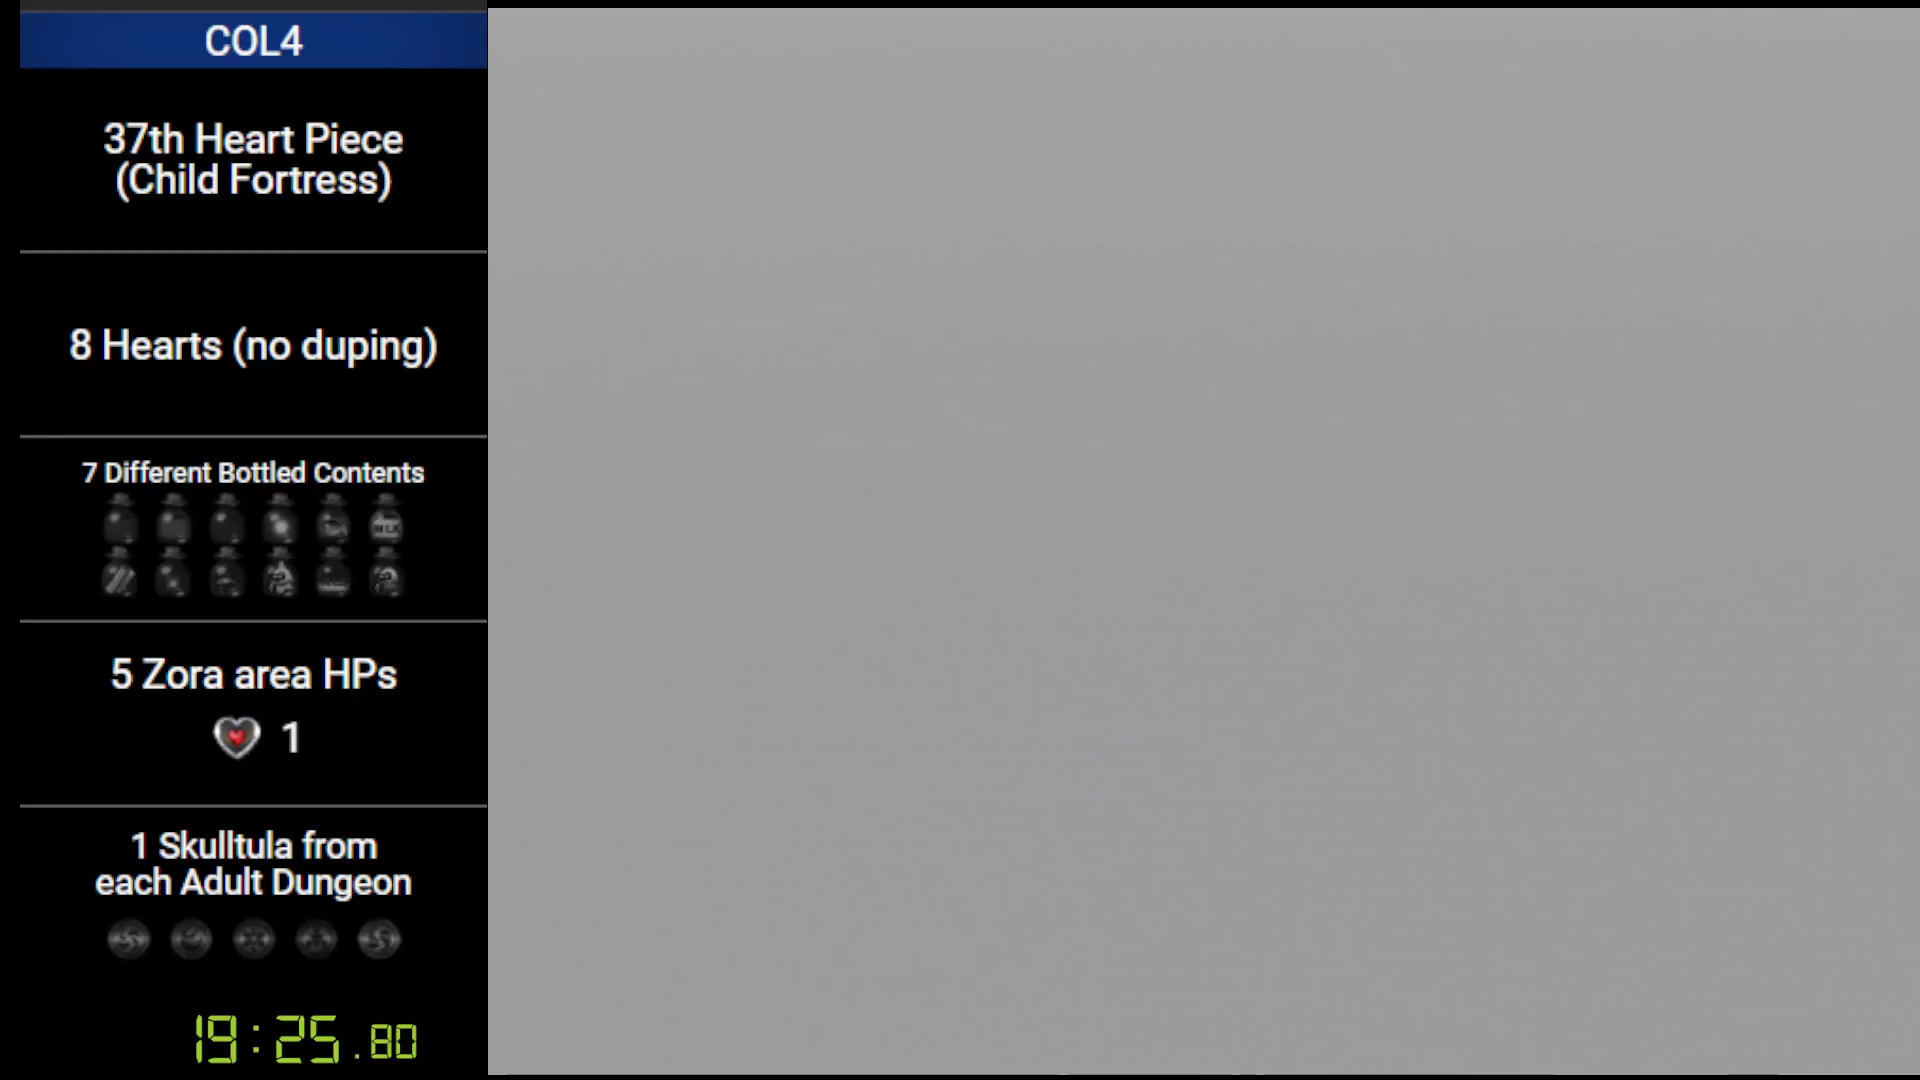 COL4
37th Heart Piece
(Child Fortress)
8 Hearts (no duping)
7 Different Bottled Contents
5 Zora area HPs
1
1 Skulltula from
each Adult Dungeon
19:25.80